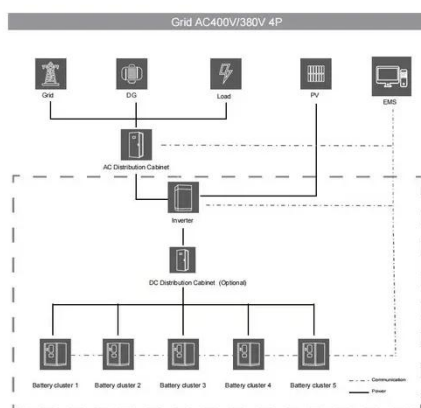 Grid AC400V/380V 4P
Grid
DG
Load
PV
EMS
AC Distribution Cabinet
Inverter
DC Distribution Cabinet (Optional)
Battery cluster 1
Battery cluster 2
Battery cluster 3
Battery cluster 4
Battery cluster 5
Communication
Power